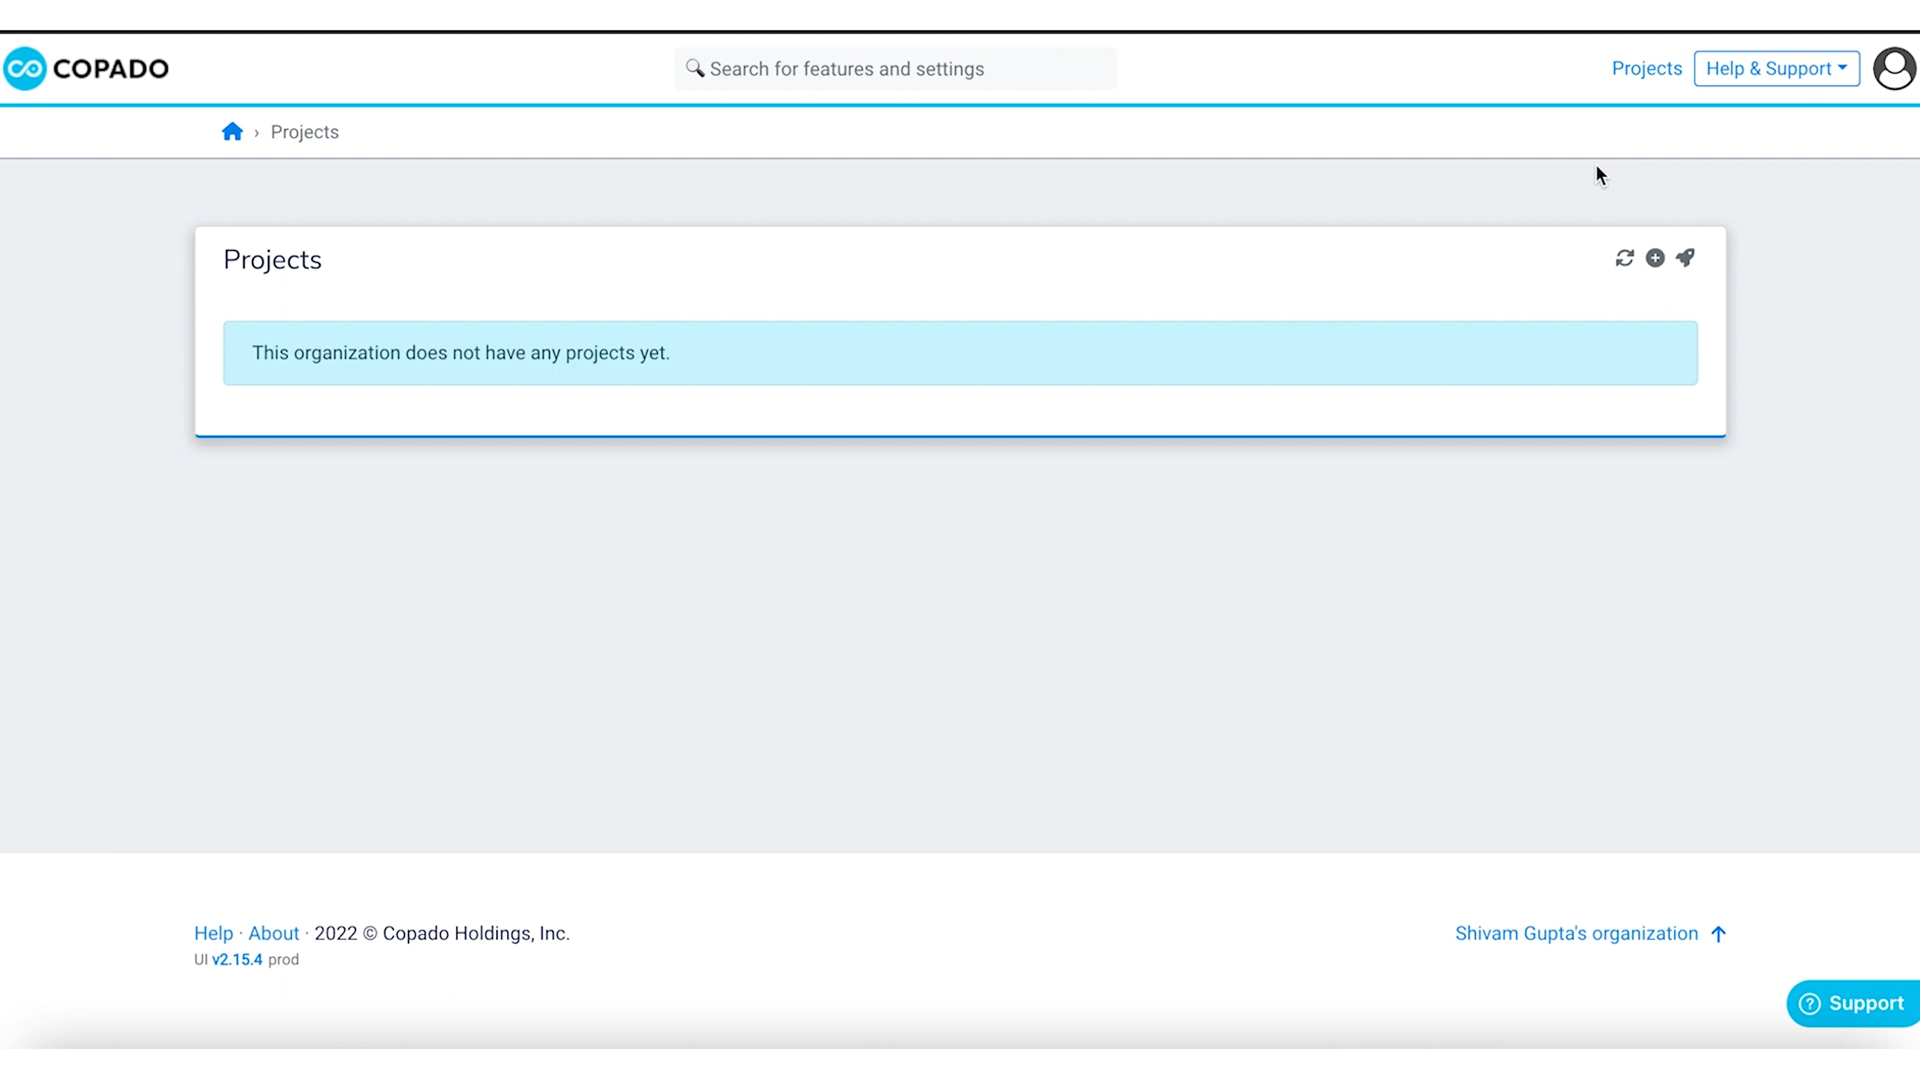 COPADO
Search for features and settings
Projects
Help & Support
Projects
Projects
This organization does not have any projects yet.
Help · About · 2022 © Copado Holdings, Inc.
UI v2.15.4 prod
Shivam Gupta's organization
Support